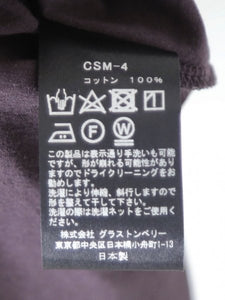 CSM-4
コットン 100%
この製品は表示通り手洗いも可能
ですが、形が崩れる可能性があり
ますのでドライクリーニングをお
勧めします。
洗濯により伸縮、斜行しますので
形を整えて干して下さい。
洗濯の際は洗濯ネットをご使用く
ださい。
株式会社 グラストンベリー
東京都中央区日本橋小舟町1-13
日本製